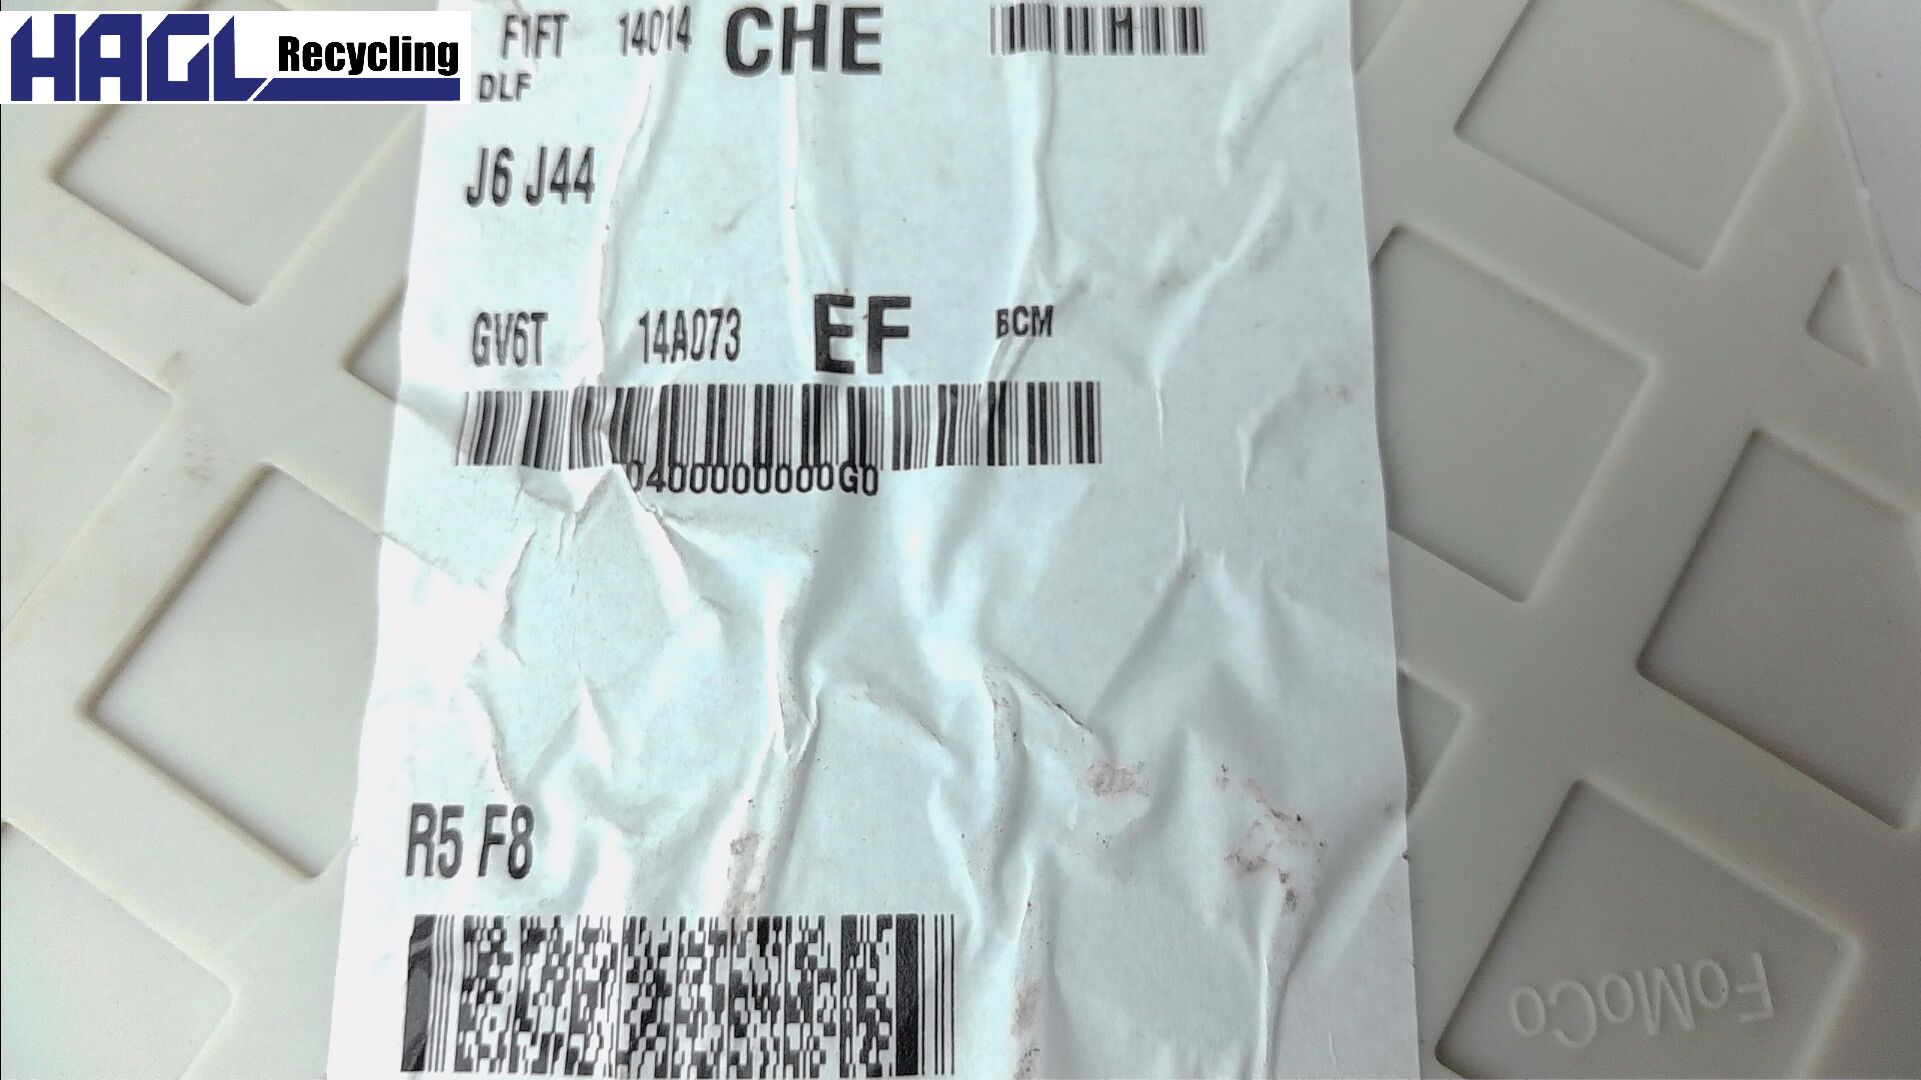 HAGL Recycling
F1FT 14014 CHE
DLF
J6 J44
GV6T 14A073 EF BCM
0400000000G0
R5 F8
FoMoCo